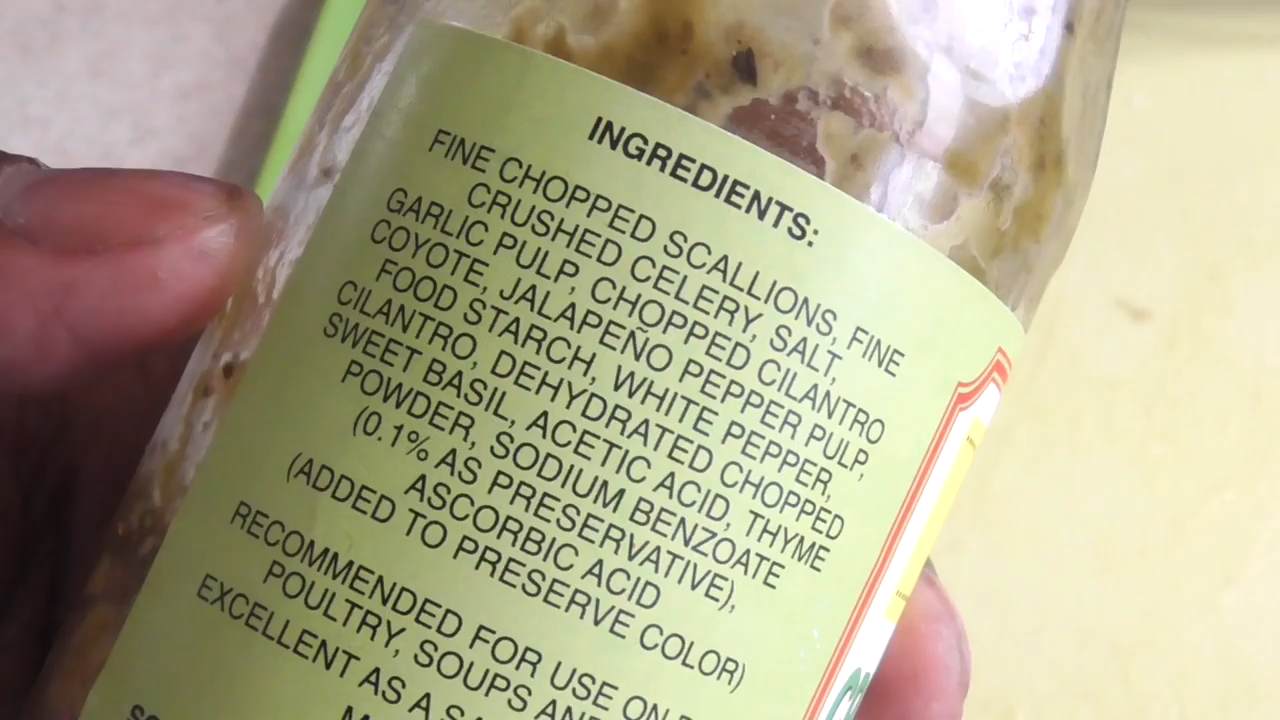 INGREDIENTS:
FINE CHOPPED SCALLIONS, FINE
CRUSHED CELERY, SALT,
GARLIC PULP, CHOPPED CILANTRO
COYOTE, JALAPEÑO PEPPER PULP,
FOOD STARCH, WHITE PEPPER,
CILANTRO, DEHYDRATED CHOPPED
SWEET BASIL, ACETIC ACID, THYME
POWDER, SODIUM BENZOATE
(0.1% AS PRESERVATIVE),
ASCORBIC ACID
(ADDED TO PRESERVE COLOR)
RECOMMENDED FOR USE ON
POULTRY, SOUPS AND
EXCELLENT AS A